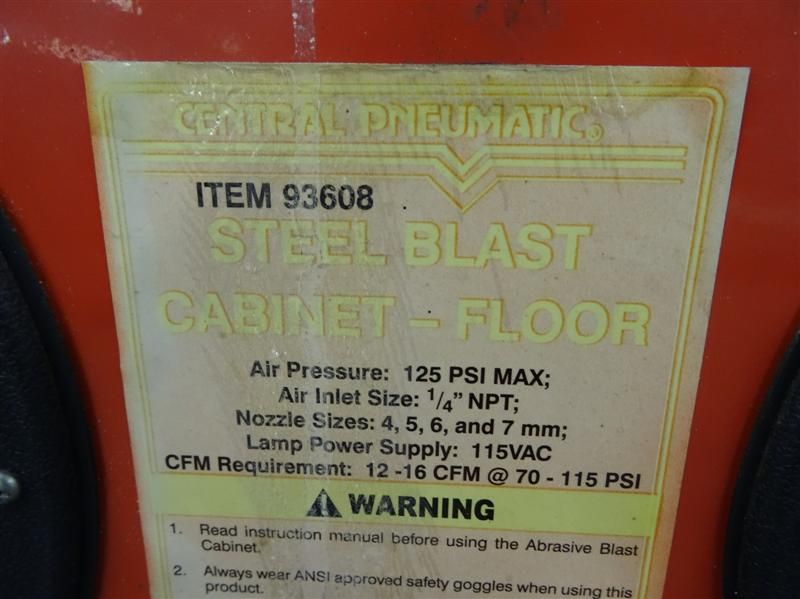 CENTRAL PNEUMATIC®
ITEM 93608
STEEL BLAST
CABINET – FLOOR
Air Pressure: 125 PSI MAX;
Air Inlet Size: 1/4" NPT;
Nozzle Sizes: 4, 5, 6, and 7 mm;
Lamp Power Supply: 115VAC
CFM Requirement: 12 -16 CFM @ 70 - 115 PSI
WARNING
1. Read instruction manual before using the Abrasive Blast
Cabinet.
2. Always wear ANSI approved safety goggles when using this
product.